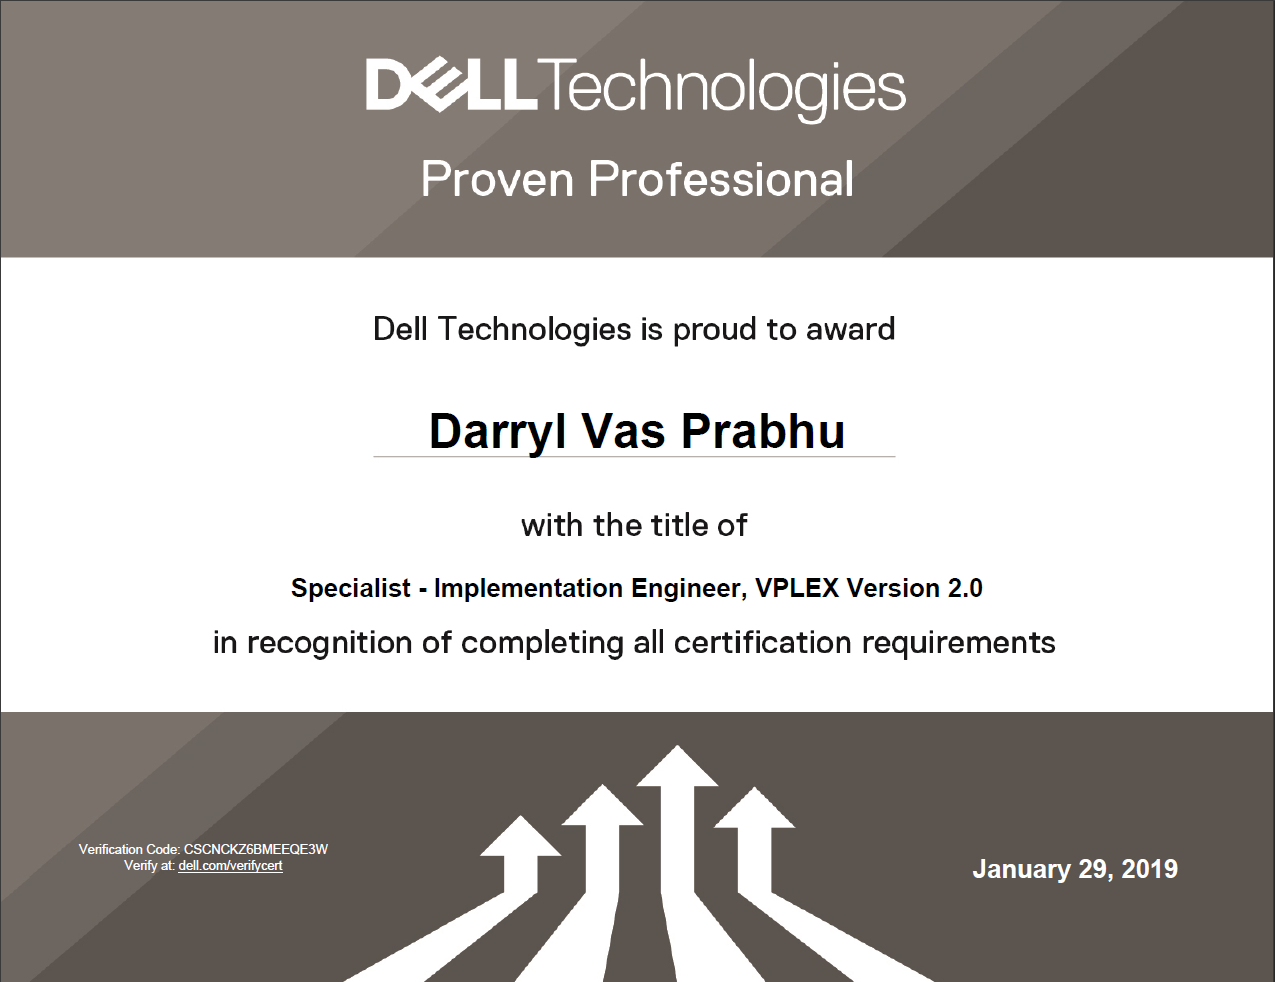 DELL Technologies
Proven Professional
Dell Technologies is proud to award
Darryl Vas Prabhu
with the title of
Specialist - Implementation Engineer, VPLEX Version 2.0
in recognition of completing all certification requirements
Verification Code: CSCNCKZ6BMEEQE3W
Verify at: dell.com/verifycert
January 29, 2019